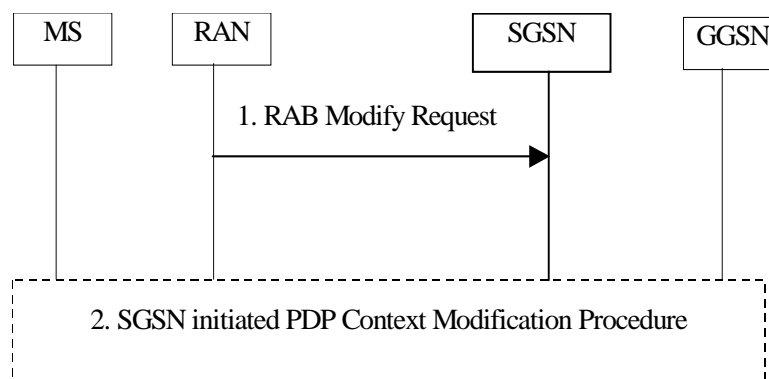 MS
RAN
SGSN
GGSN
1. RAB Modify Request
2. SGSN initiated PDP Context Modification Procedure